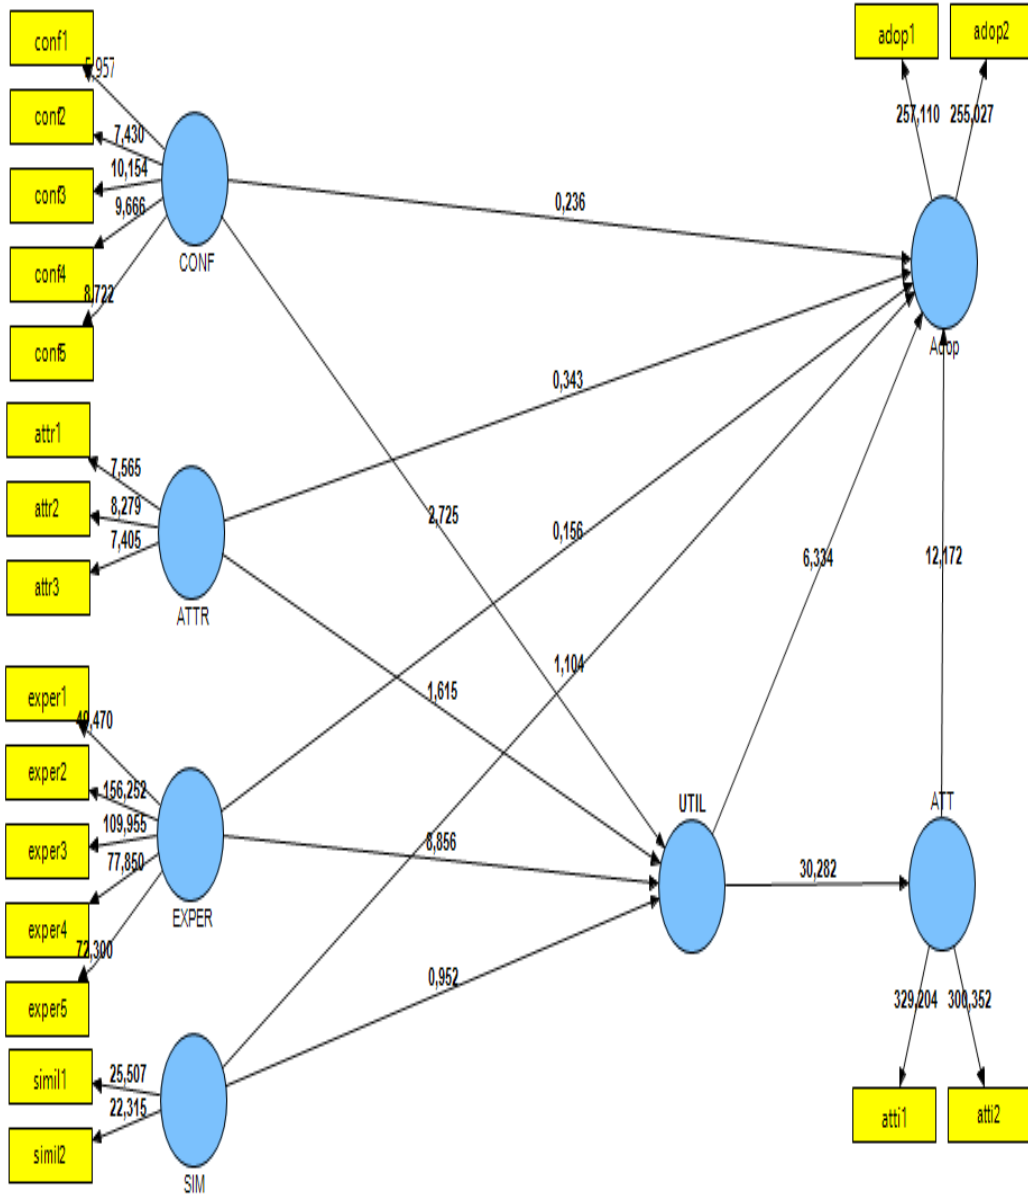 conf1
5,957
conf2
7,430
10,154
conf3
9,666
conf4
8,722
conf5
CONF
adop1
adop2
257,110
255,027
0,236
Adop
attr1
7,565
attr2
8,279
7,405
attr3
ATTR
0,343
2,725
0,156
6,334
12,172
1,104
1,615
exper1
49,470
exper2
156,252
109,955
exper3
77,850
exper4
72,300
exper5
EXPER
8,856
UTIL
ATT
30,282
0,952
329,204
300,352
simil1
25,507
22,315
simil2
SIM
atti1
atti2